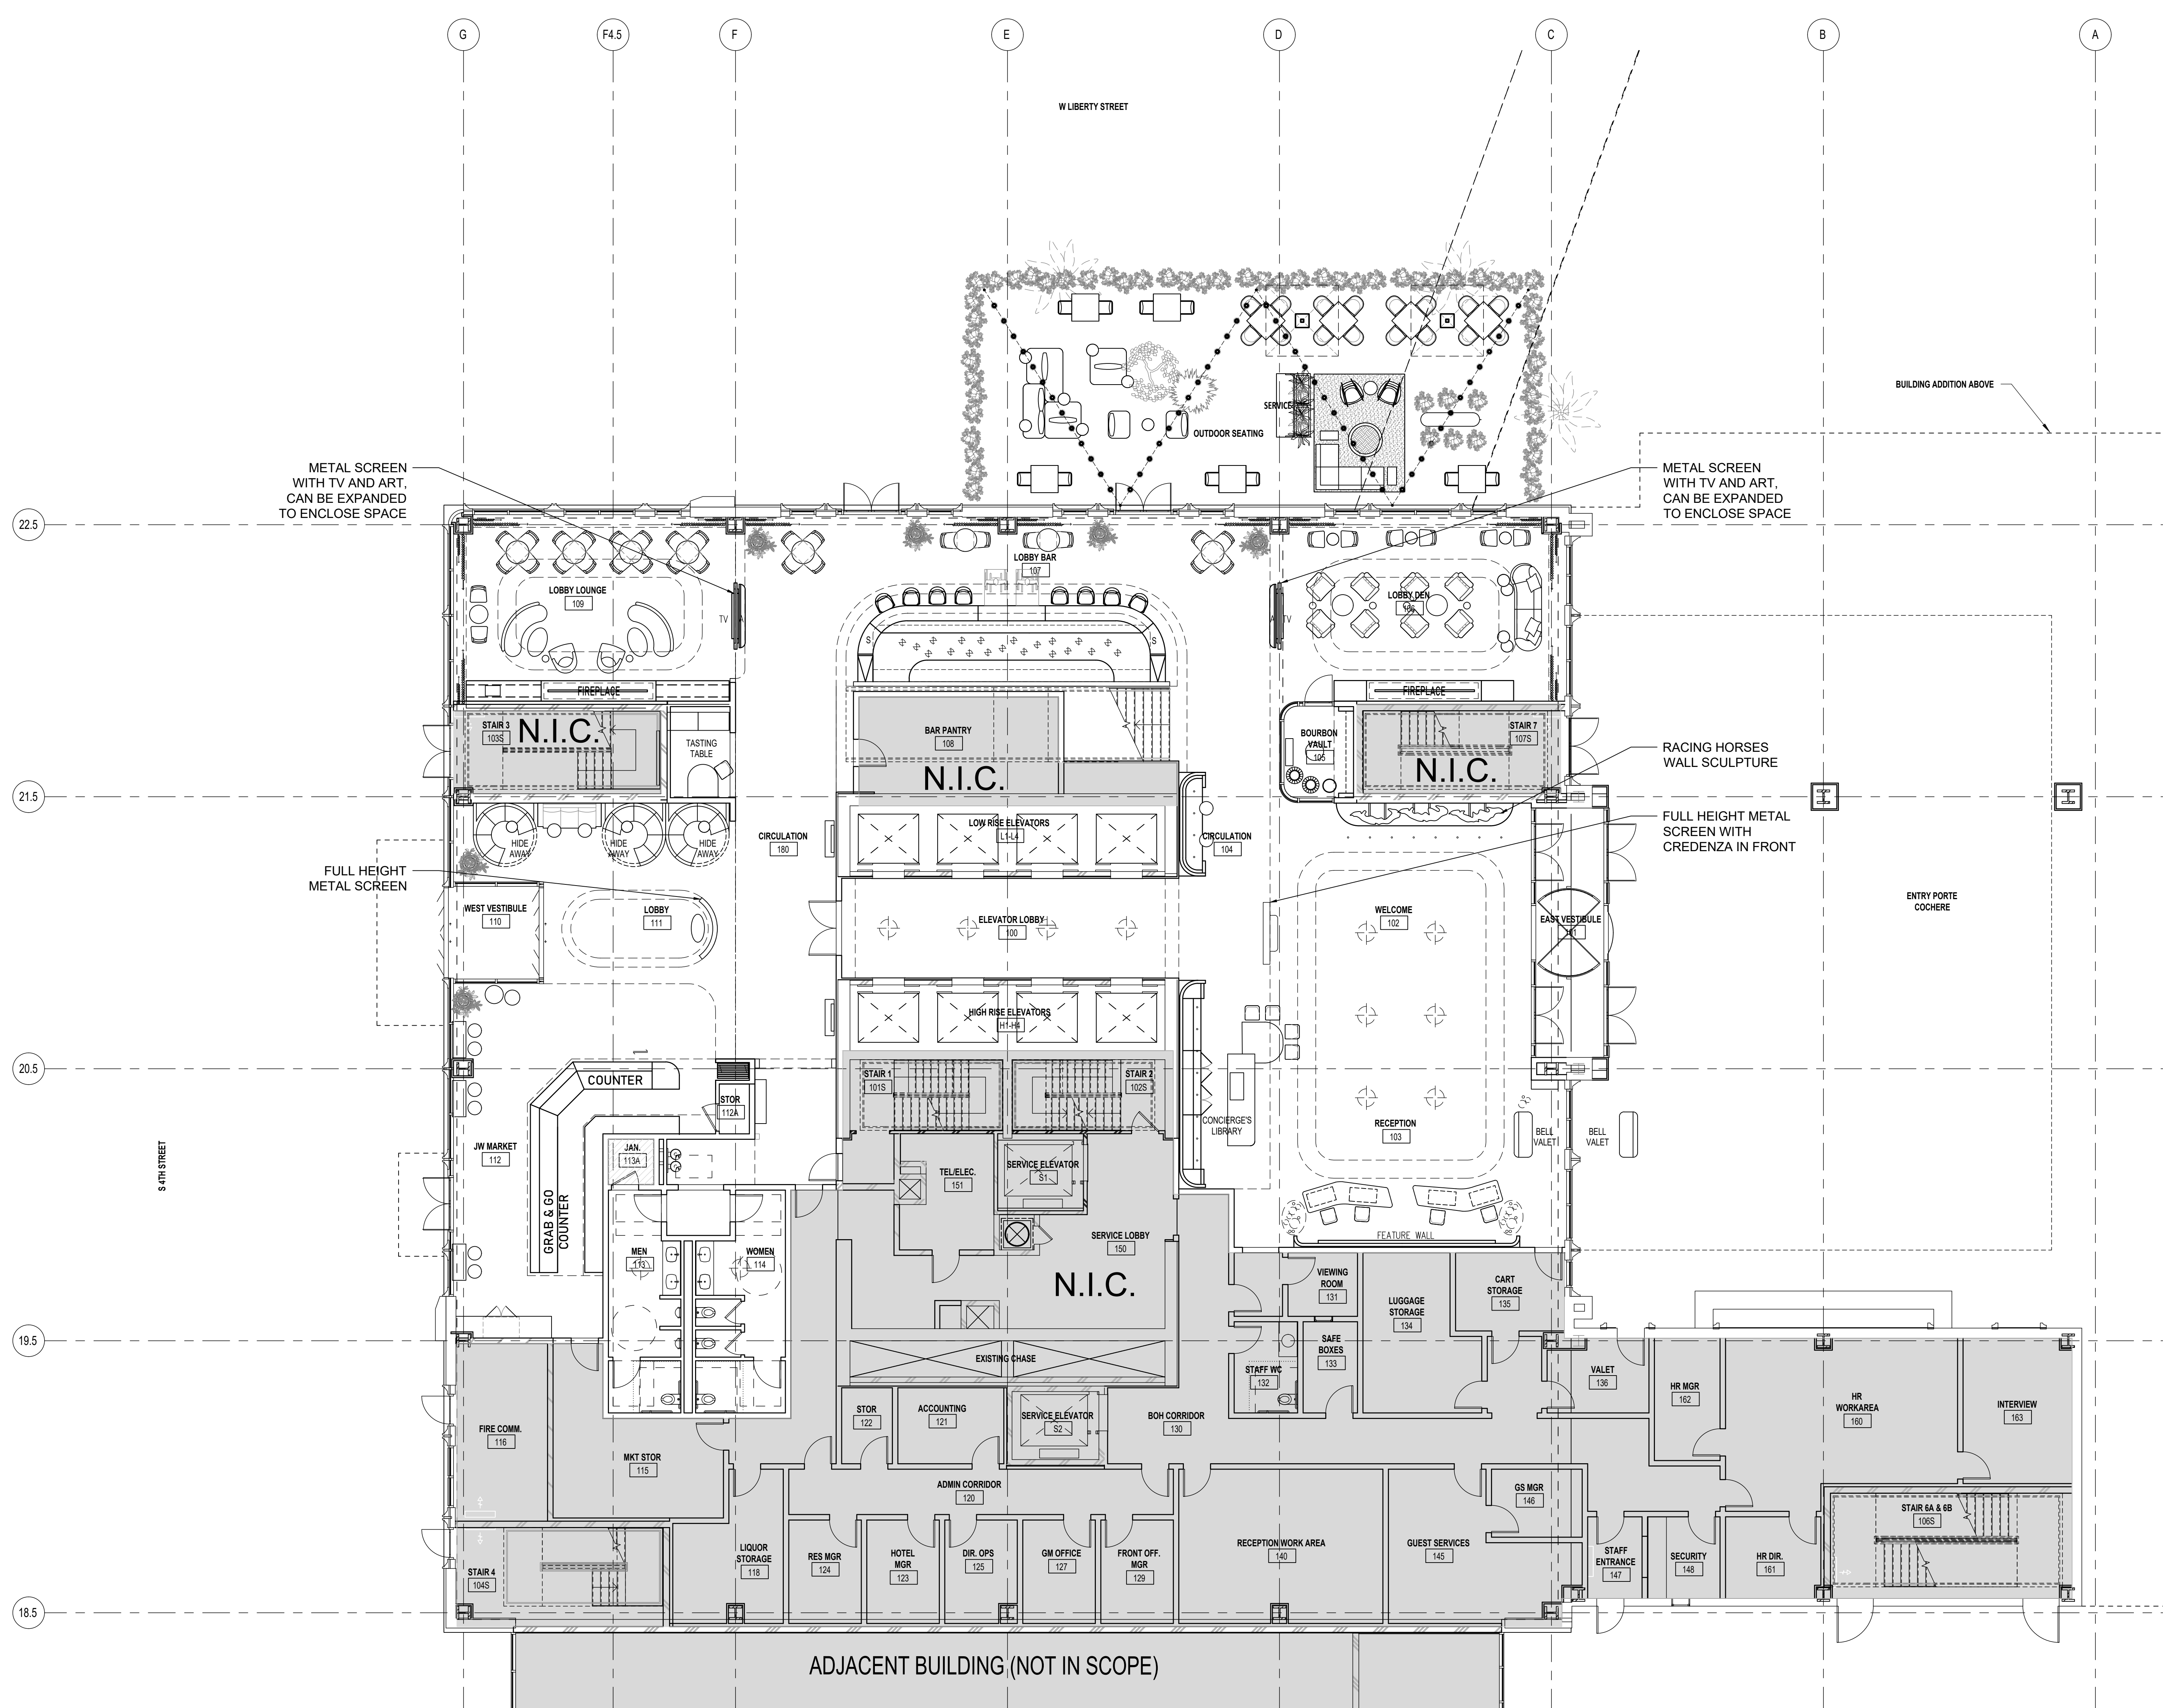 G
F4.5
F
E
D
C
B
A
W LIBERTY STREET
BUILDING ADDITION ABOVE
SERVICE
OUTDOOR SEATING
METAL SCREEN
WITH TV AND ART,
CAN BE EXPANDED
TO ENCLOSE SPACE
METAL SCREEN
WITH TV AND ART,
CAN BE EXPANDED
TO ENCLOSE SPACE
22.5
LOBBY BAR
107
LOBBY LOUNGE
109
LOBBY DEN
106
TV
A
A
TV
S
S
FIREPLACE
FIREPLACE
STAIR 3
103S
N.I.C.
TASTING
TABLE
BAR PANTRY
108
N.I.C.
BOURBON
VAULT
105
STAIR 7
107S
N.I.C.
RACING HORSES
WALL SCULPTURE
21.5
FULL HEIGHT METAL
SCREEN WITH
CREDENZA IN FRONT
HIDE
AWAY
HIDE
AWAY
HIDE
AWAY
CIRCULATION
180
LOW RISE ELEVATORS
L1-L4
CIRCULATION
104
FULL HEIGHT
METAL SCREEN
WEST VESTIBULE
110
LOBBY
111
ELEVATOR LOBBY
100
WELCOME
102
EAST VESTIBULE
101
ENTRY PORTE
COCHERE
HIGH RISE ELEVATORS
H1-H4
20.5
COUNTER
STOR
112A
STAIR 1
101S
STAIR 2
102S
CONCIERGE'S
LIBRARY
RECEPTION
103
BELL
VALET
BELL
VALET
S 4TH STREET
JW MARKET
112
JAN.
113A
TEL/ELEC.
151
SERVICE ELEVATOR
S1
GRAB & GO
COUNTER
MEN
113
WOMEN
114
SERVICE LOBBY
150
N.I.C.
FEATURE WALL
VIEWING
ROOM
131
LUGGAGE
STORAGE
134
CART
STORAGE
135
19.5
EXISTING CHASE
SAFE
BOXES
133
STAFF WC
132
VALET
136
HR MGR
162
HR
WORKAREA
160
INTERVIEW
163
FIRE COMM.
116
MKT STOR
115
STOR
122
ACCOUNTING
121
SERVICE ELEVATOR
S2
BOH CORRIDOR
130
ADMIN CORRIDOR
120
GS MGR
146
STAIR 6A & 6B
106S
STAIR 4
104S
LIQUOR
STORAGE
118
RES MGR
124
HOTEL
MGR
123
DIR. OPS
125
GM OFFICE
127
FRONT OFF.
MGR
129
RECEPTION WORK AREA
140
GUEST SERVICES
145
STAFF
ENTRANCE
147
SECURITY
148
HR DIR.
161
18.5
ADJACENT BUILDING (NOT IN SCOPE)